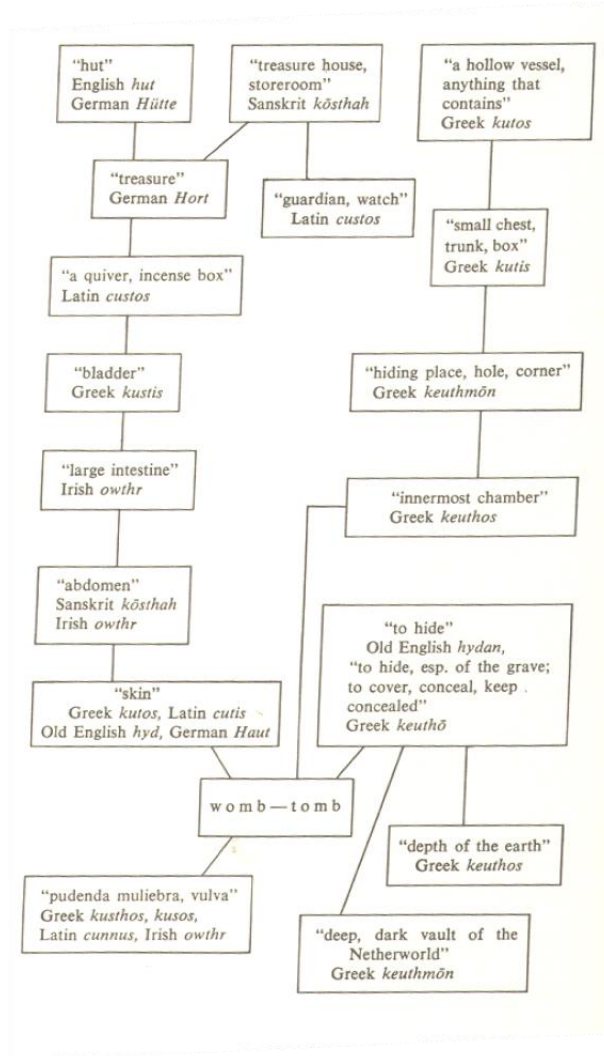 "hut"
English hut
German Hütte
"treasure house,
storeroom"
Sanskrit kōsthah
"a hollow vessel,
anything that
contains"
Greek kutos
"treasure"
German Hort
"guardian, watch"
Latin custos
"small chest,
trunk, box"
Greek kutis
"a quiver, incense box"
Latin custos
"bladder"
Greek kustis
"hiding place, hole, corner"
Greek keuthmōn
"large intestine"
Irish owthr
"innermost chamber"
Greek keuthos
"abdomen"
Sanskrit kōsthah
Irish owthr
"to hide"
Old English hydan,
"to hide, esp. of the grave;
to cover, conceal, keep
concealed"
Greek keuthō
"skin"
Greek kutos, Latin cutis
Old English hyd, German Haut
womb—tomb
"depth of the earth"
Greek keuthos
"pudenda muliebra, vulva"
Greek kusthos, kusos,
Latin cunnus, Irish owthr
"deep, dark vault of the
Netherworld"
Greek keuthmōn